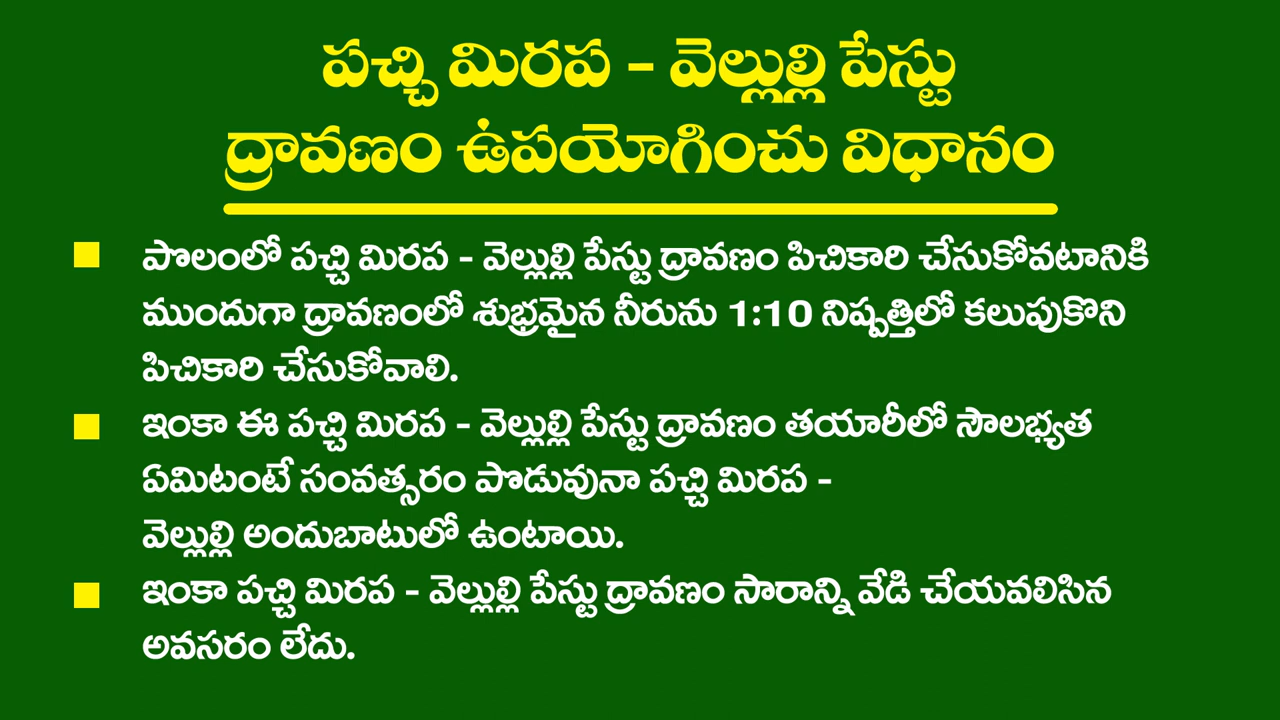 పచ్చి మిరప - వెల్లుల్లి పేస్టు
ద్రావణం ఉపయోగించు విధానం
పొలంలో పచ్చి మిరప - వెల్లుల్లి పేస్టు ద్రావణం పిచికారి చేసుకోవటానికి
ముందుగా ద్రావణంలో శుభ్రమైన నీరును 1:10 నిష్పత్తిలో కలుపుకొని
పిచికారి చేసుకోవాలి.
ఇంకా ఈ పచ్చి మిరప - వెల్లుల్లి పేస్టు ద్రావణం తయారీలో సౌలభ్యత
ఏమిటంటే సంవత్సరం పొడువునా పచ్చి మిరప -
వెల్లుల్లి అందుబాటులో ఉంటాయి.
ఇంకా పచ్చి మిరప - వెల్లుల్లి పేస్టు ద్రావణం సారాన్ని వేడి చేయవలిసిన
అవసరం లేదు.